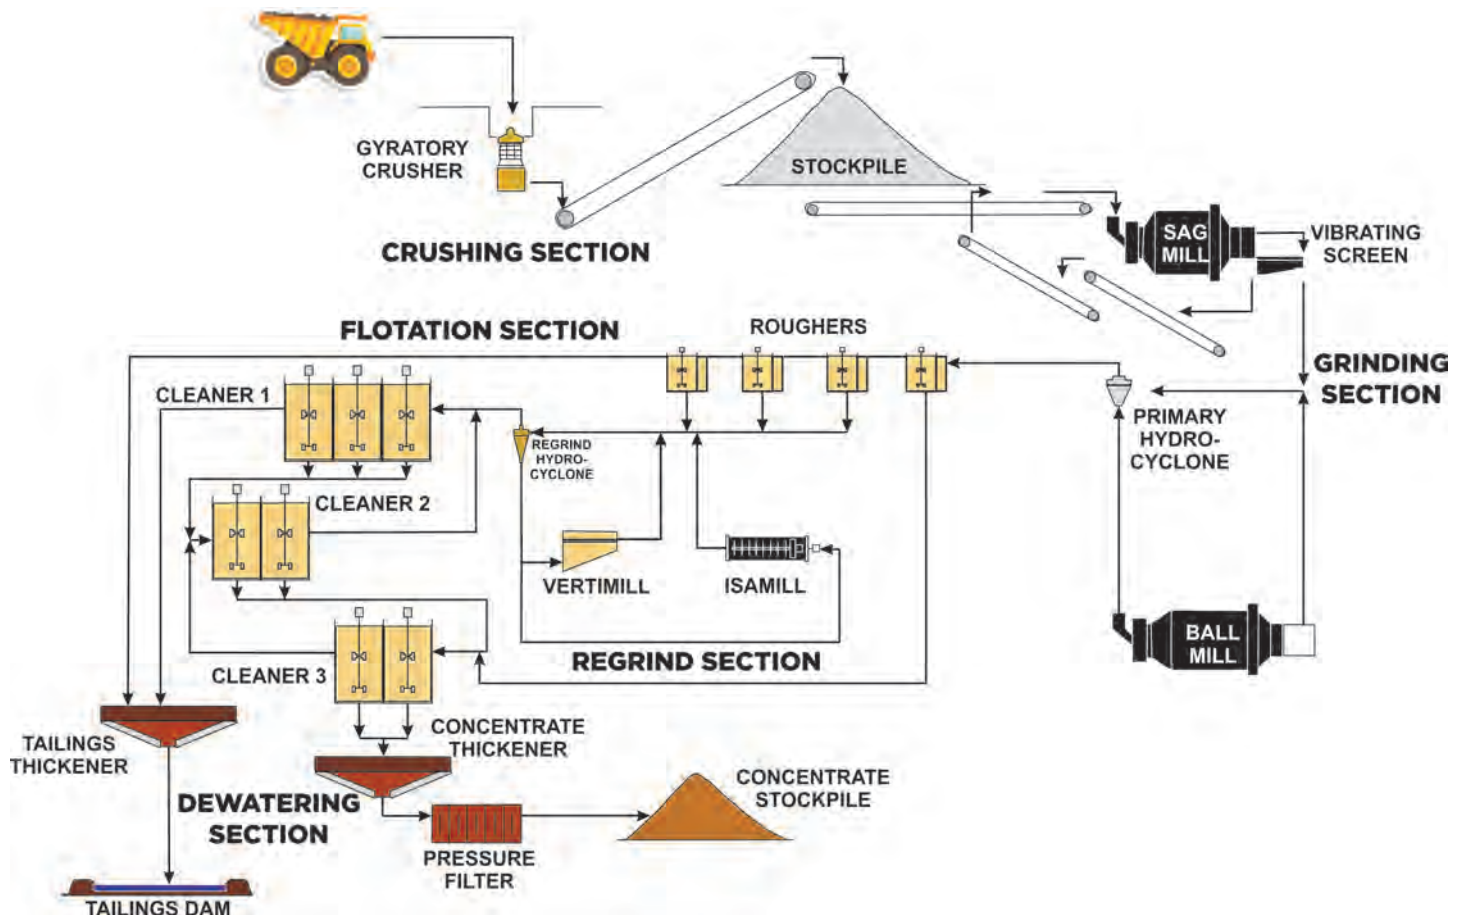 GYRATORY
CRUSHER
STOCKPILE
CRUSHING SECTION
SAG
MILL
VIBRATING
SCREEN
FLOTATION SECTION
ROUGHERS
GRINDING
SECTION
CLEANER 1
REGRIND
HYDRO-
CYCLONE
PRIMARY
HYDRO-
CYCLONE
CLEANER 2
VERTIMILL
ISAMILL
BALL
MILL
REGRIND SECTION
CLEANER 3
TAILINGS
THICKENER
CONCENTRATE
THICKENER
DEWATERING
SECTION
CONCENTRATE
STOCKPILE
PRESSURE
FILTER
TAILINGS DAM